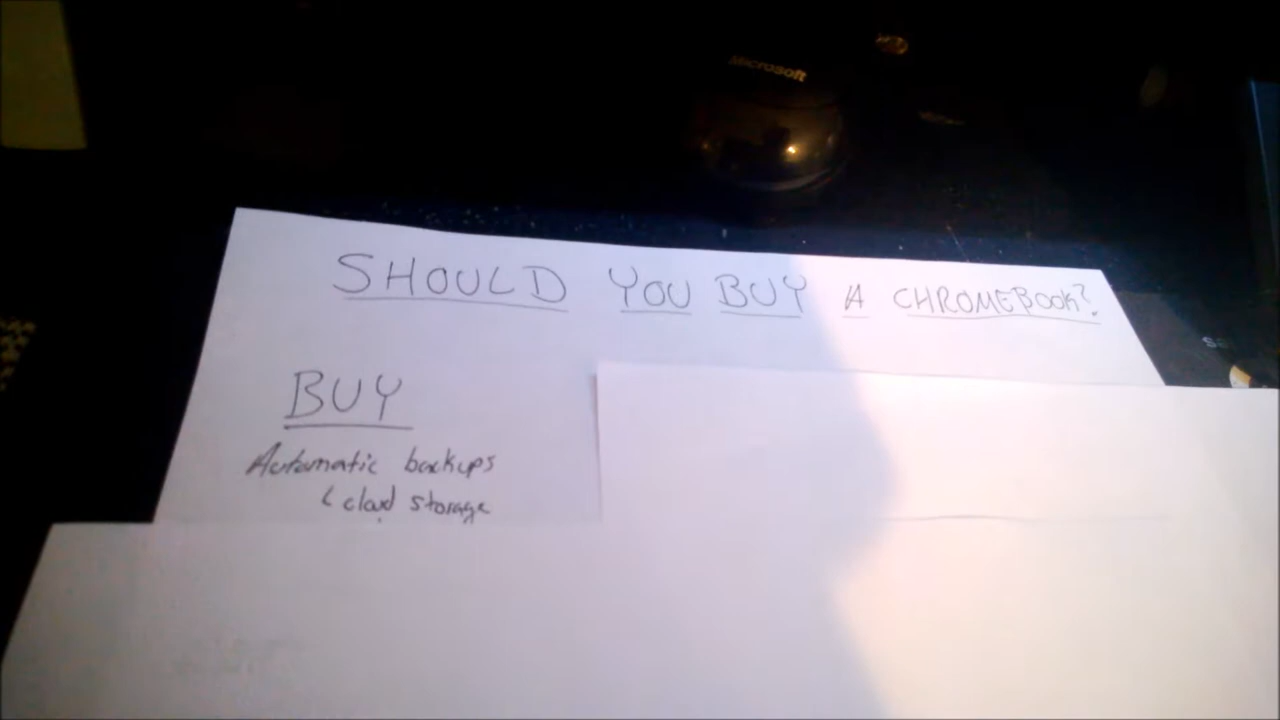 Microsoft
SHOULD YOU BUY A CHROMEBOOK?
BUY
Automatic backups
( cloud storage